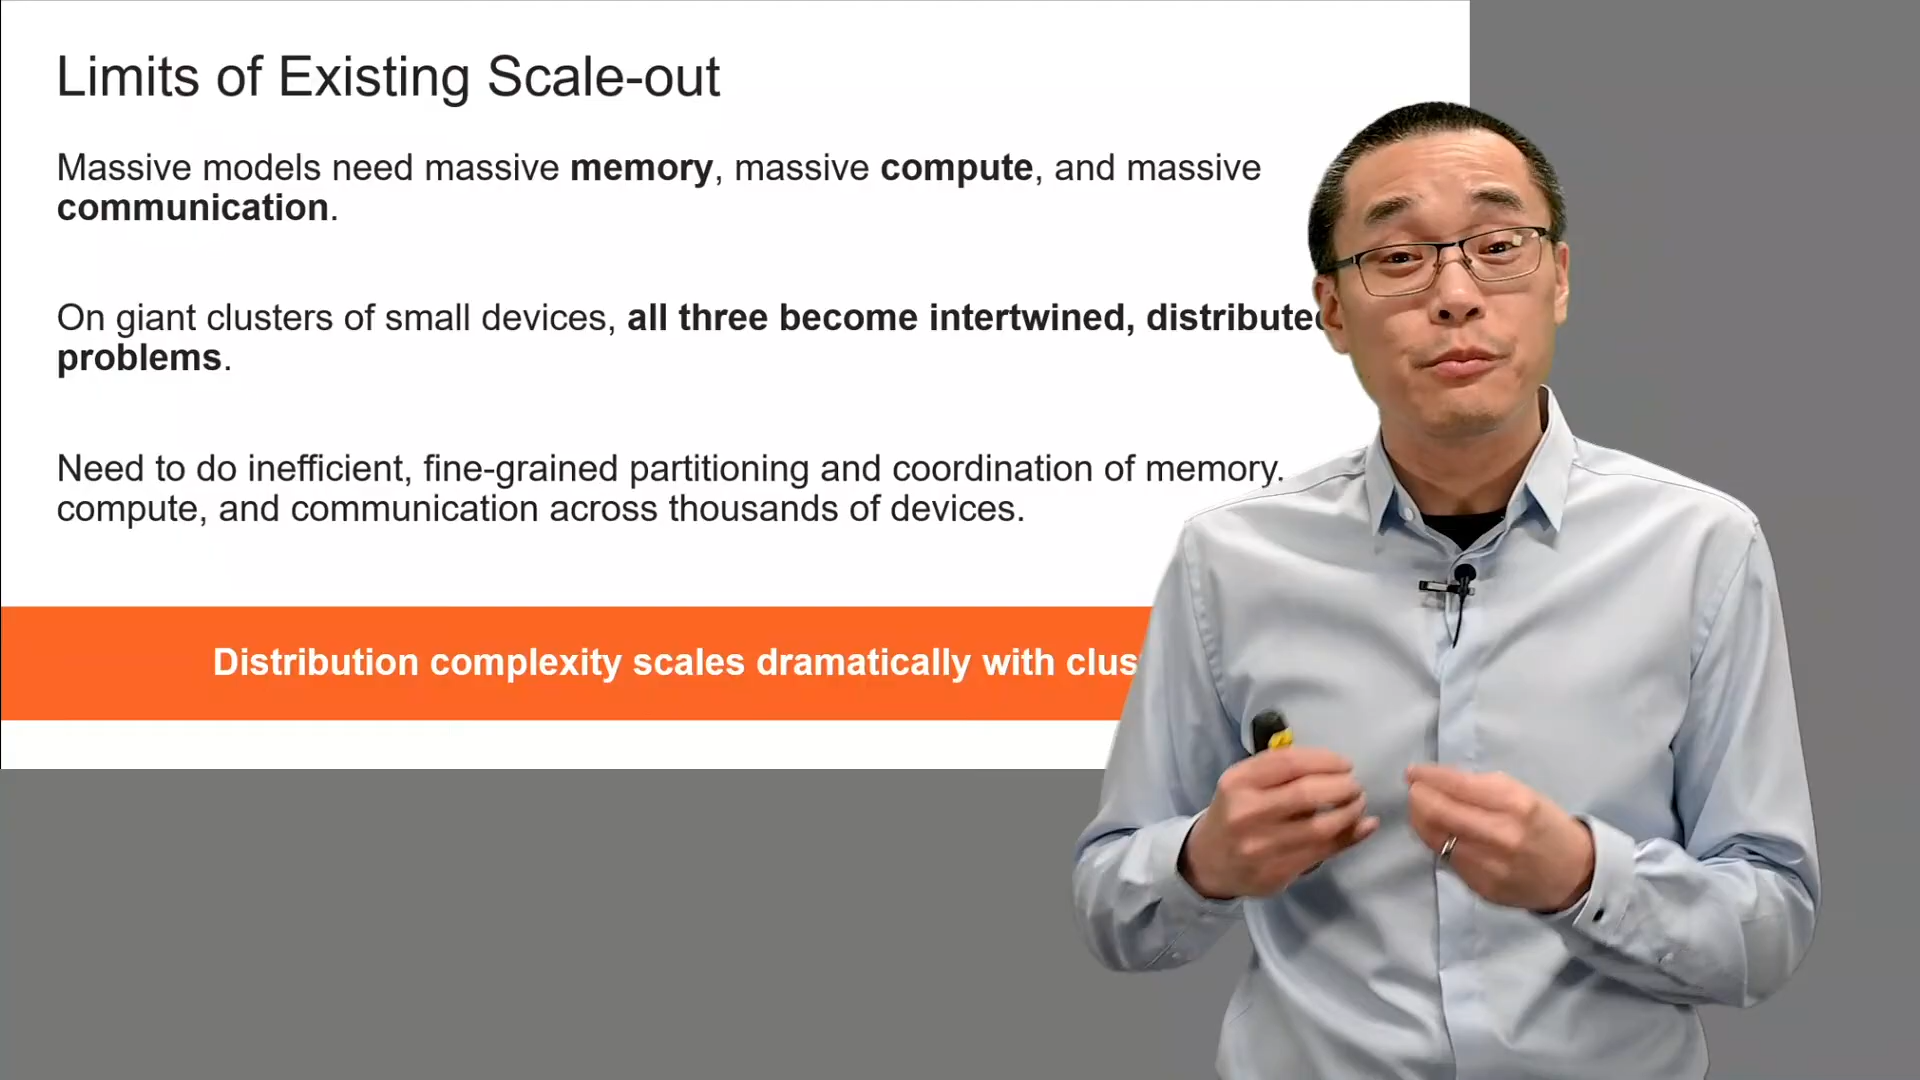 Limits of Existing Scale-out
Massive models need massive memory, massive compute, and massive
communication.
On giant clusters of small devices, all three become intertwined, distributed
problems.
Need to do inefficient, fine-grained partitioning and coordination of memory,
compute, and communication across thousands of devices.
Distribution complexity scales dramatically with